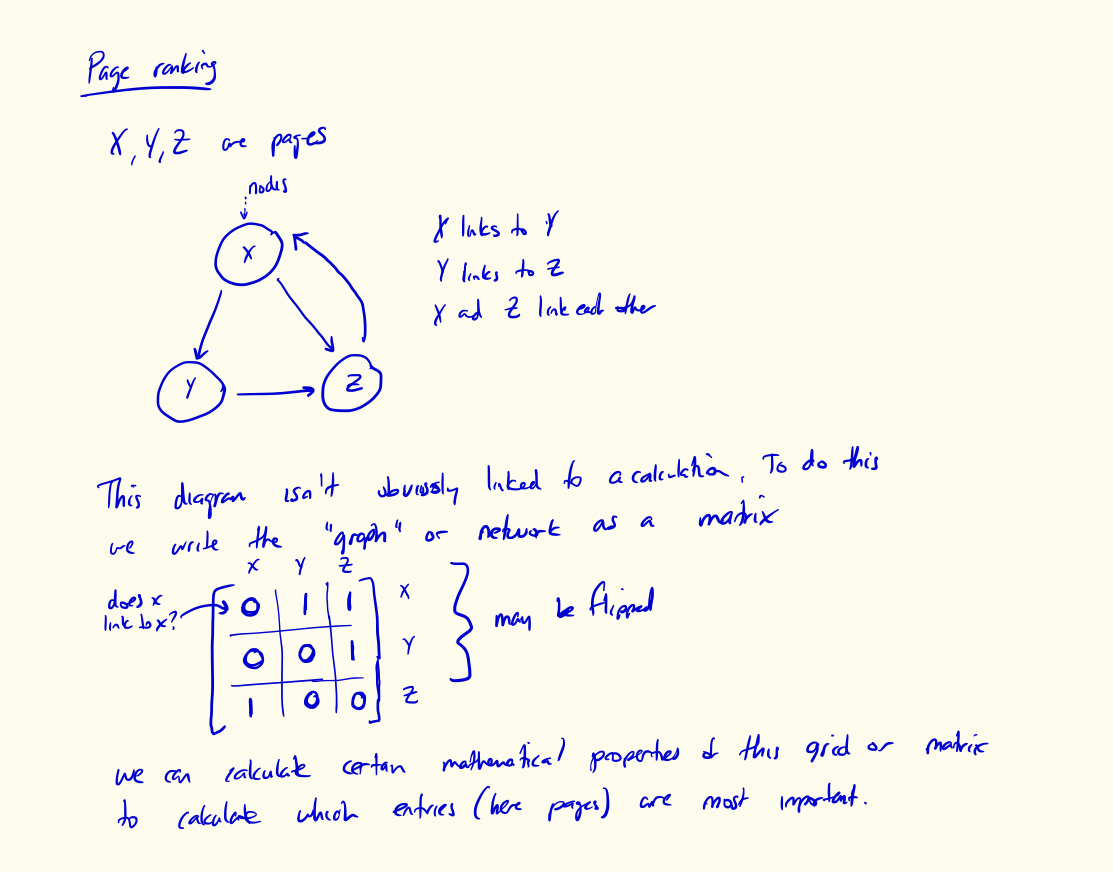 Page ranking
X, Y, Z are pages
nodes
X
Y
Z
X links to Y
Y links to Z
X ad Z link each other
This diagram isn't obviously linked to a calculation. To do this
we write the "graph" or network as a matrix
X Y Z
does x
link to x?
0 1 1 X
0 0 1 Y
1 0 0 Z
may be flipped
we can calculate certain mathematical properties of this grid or matrix
to calculate which entries (here pages) are most important.